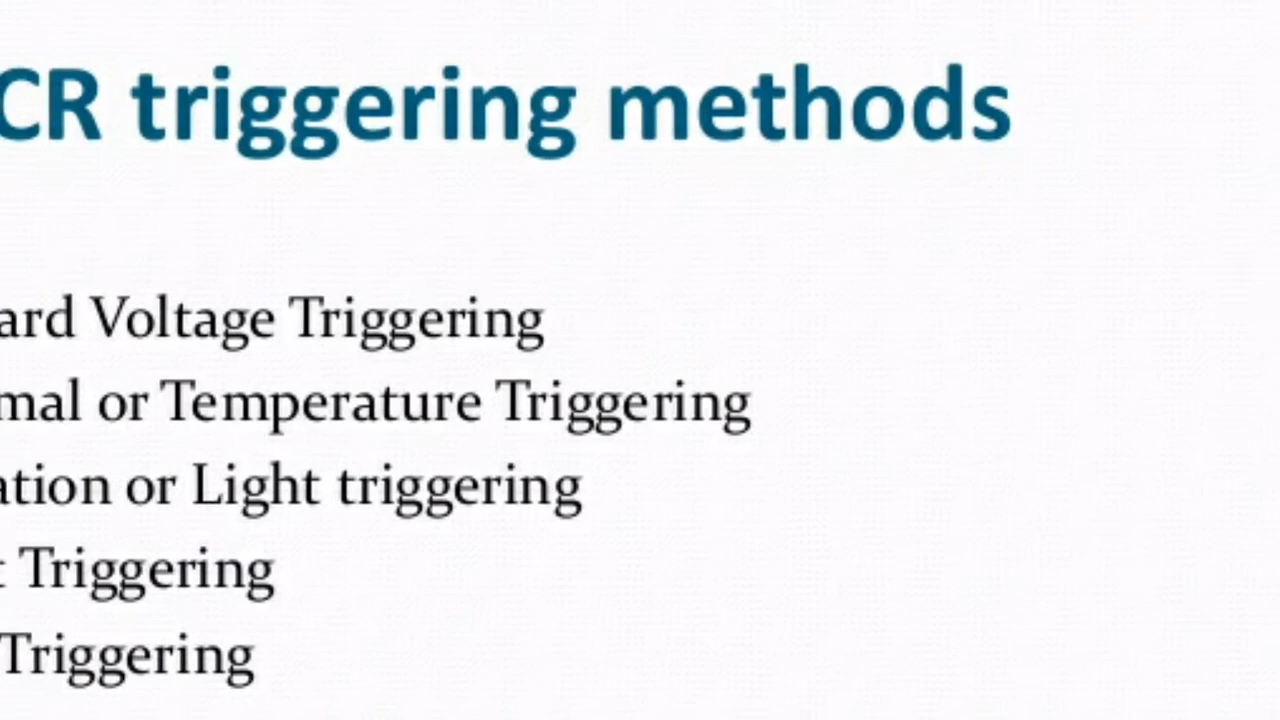 CR triggering methods
ard Voltage Triggering
mal or Temperature Triggering
ation or Light triggering
t Triggering
Triggering